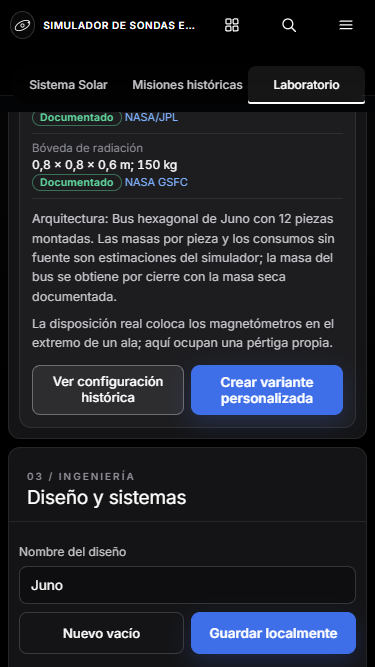 SIMULADOR DE SONDAS E...
Sistema Solar
Misiones históricas
Laboratorio
Documentado NASA/JPL
Bóveda de radiación
0,8 × 0,8 × 0,6 m; 150 kg
Documentado NASA GSFC
Arquitectura: Bus hexagonal de Juno con 12 piezas
montadas. Las masas por pieza y los consumos sin
fuente son estimaciones del simulador; la masa del
bus se obtiene por cierre con la masa seca
documentada.
La disposición real coloca los magnetómetros en el
extremo de un ala; aquí ocupan una pértiga propia.
Ver configuración
histórica
Crear variante
personalizada
03 / INGENIERÍA
Diseño y sistemas
Nombre del diseño
Juno
Nuevo vacío
Guardar localmente